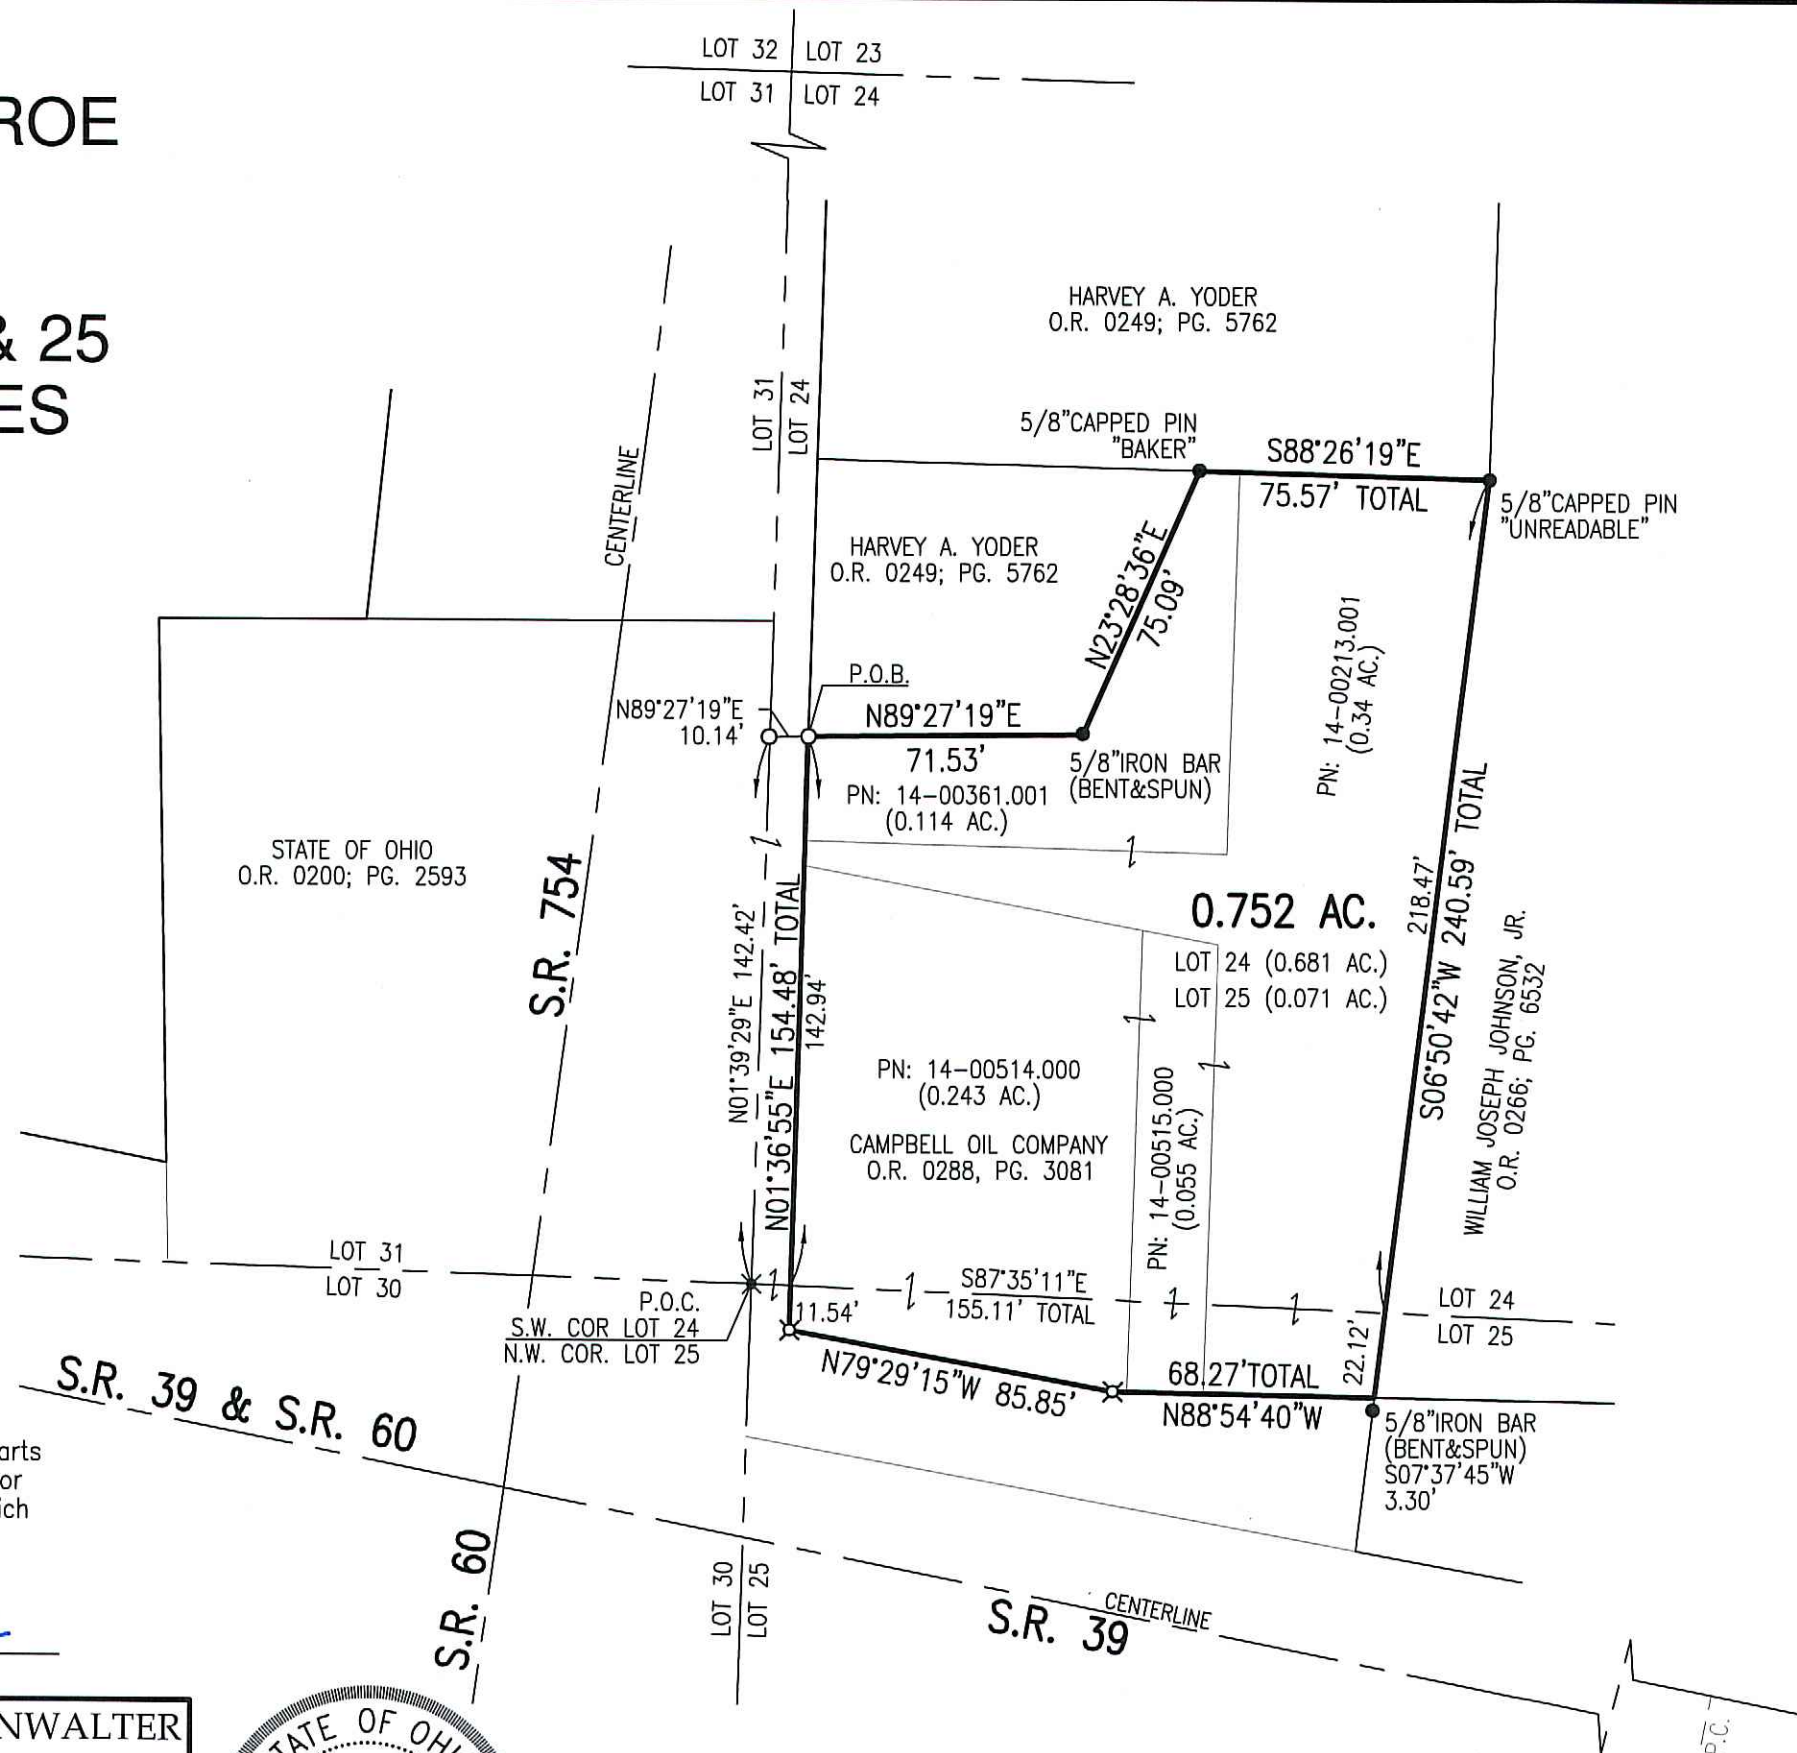 LOT 32 LOT 23
LOT 31 LOT 24
ROE
& 25
ES
HARVEY A. YODER
O.R. 0249; PG. 5762
LOT 31
LOT 24
CENTERLINE
5/8"CAPPED PIN
"BAKER"
S88°26'19"E
75.57' TOTAL
5/8"CAPPED PIN
"UNREADABLE"
HARVEY A. YODER
O.R. 0249; PG. 5762
N23°28'36"E
75.09'
PN: 14-00213.001
(0.34 AC.)
P.O.B.
N89°27'19"E
10.14'
N89°27'19"E
71.53'
5/8"IRON BAR
(BENT&SPUN)
PN: 14-00361.001
(0.114 AC.)
STATE OF OHIO
O.R. 0200; PG. 2593
S.R. 754
N01°39'29"E 142.42'
N01°36'55"E 154.48' TOTAL
142.94'
0.752 AC.
LOT 24 (0.681 AC.)
LOT 25 (0.071 AC.)
218.47'
S06°50'42"W 240.59' TOTAL
WILLIAM JOSEPH JOHNSON, JR.
O.R. 0266; PG. 6532
PN: 14-00514.000
(0.243 AC.)
CAMPBELL OIL COMPANY
O.R. 0288, PG. 3081
PN: 14-00515.000
(0.055 AC.)
LOT 31
LOT 30
P.O.C.
S.W. COR LOT 24
N.W. COR. LOT 25
11.54'
S87°35'11"E
155.11' TOTAL
LOT 24
LOT 25
22.12'
N79°29'15"W 85.85'
68.27'TOTAL
N88°54'40"W
5/8"IRON BAR
(BENT&SPUN)
S07°37'45"W
3.30'
S.R. 39 & S.R. 60
arts
or
ich
S.R. 60
LOT 30
LOT 25
CENTERLINE
S.R. 39
NWALTER
STATE OF OHI
P.C.